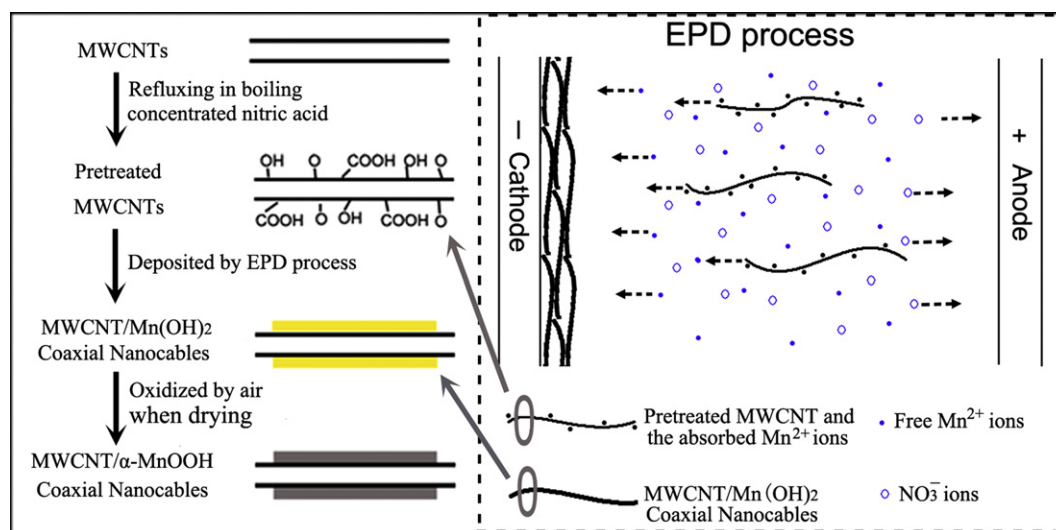 MWCNTs
Refluxing in boiling
concentrated nitric acid
Pretreated
MWCNTs
OH O COOH OH O
COOH O OH COOH O
Deposited by EPD process
MWCNT/Mn(OH)₂
Coaxial Nanocables
Oxidized by air
when drying
MWCNT/α-MnOOH
Coaxial Nanocables
EPD process
– Cathode
+ Anode
Pretreated MWCNT and
the absorbed Mn²⁺ ions
Free Mn²⁺ ions
MWCNT/Mn(OH)₂
Coaxial Nanocables
NO₃⁻ ions